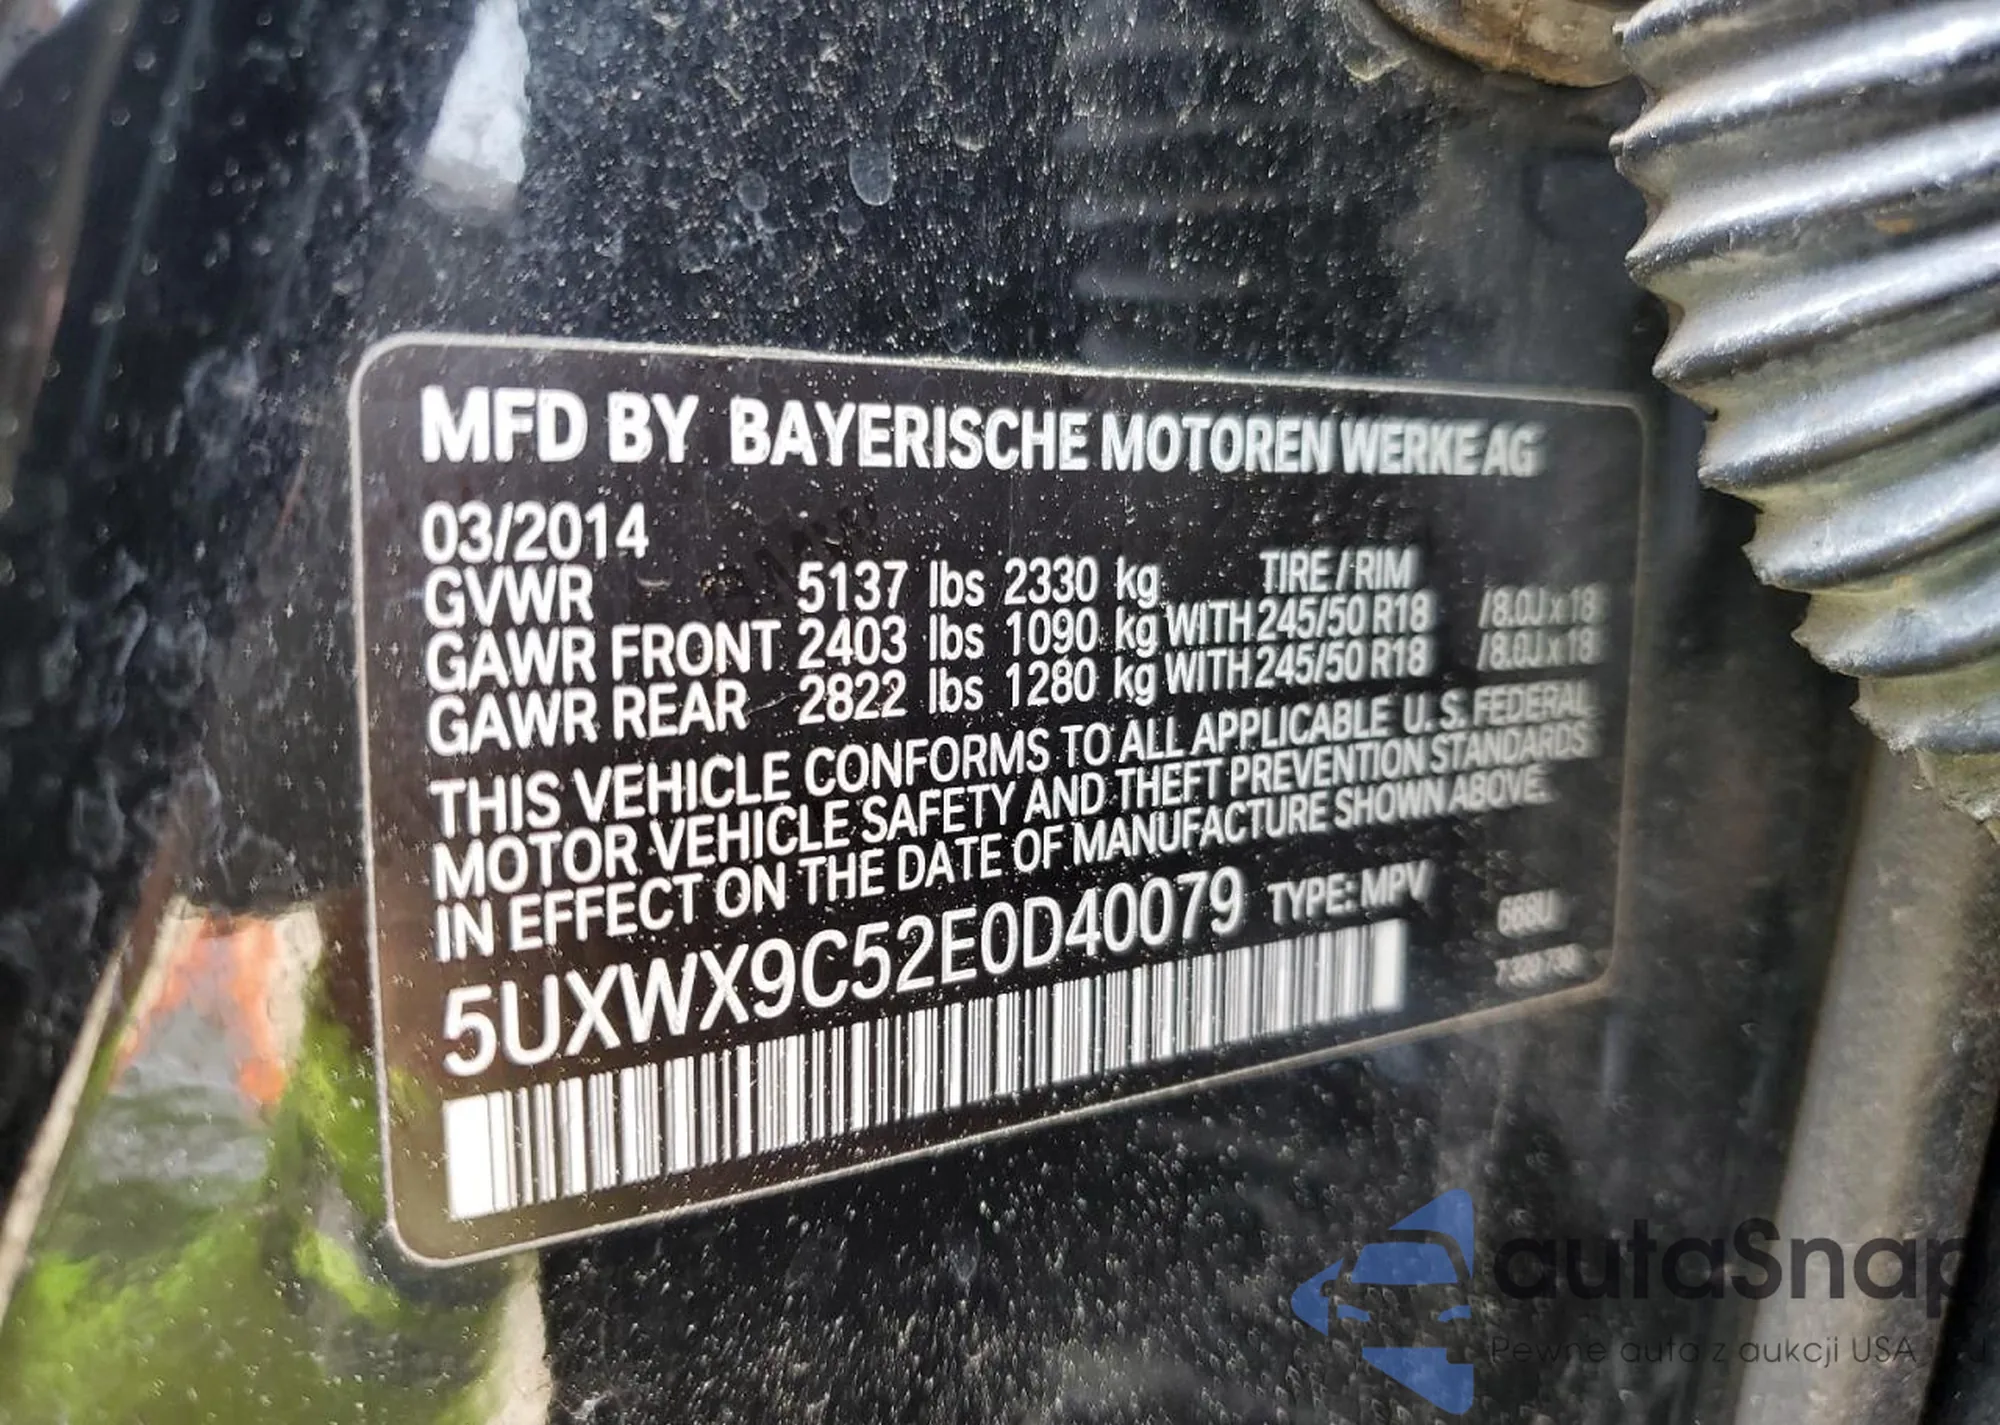 MFD BY BAYERISCHE MOTOREN WERKE AG
03/2014
TIRE / RIM
GVWR 5137 lbs 2330 kg
GAWR FRONT 2403 lbs 1090 kg WITH 245/50 R18 /8.0J x 18
GAWR REAR 2822 lbs 1280 kg WITH 245/50 R18 /8.0J x 18
THIS VEHICLE CONFORMS TO ALL APPLICABLE U. S. FEDERAL
MOTOR VEHICLE SAFETY AND THEFT PREVENTION STANDARDS
IN EFFECT ON THE DATE OF MANUFACTURE SHOWN ABOVE.
5UXWX9C52E0D40079 TYPE: MPV
668U
autaSnap
Pewne auto z aukcji USA